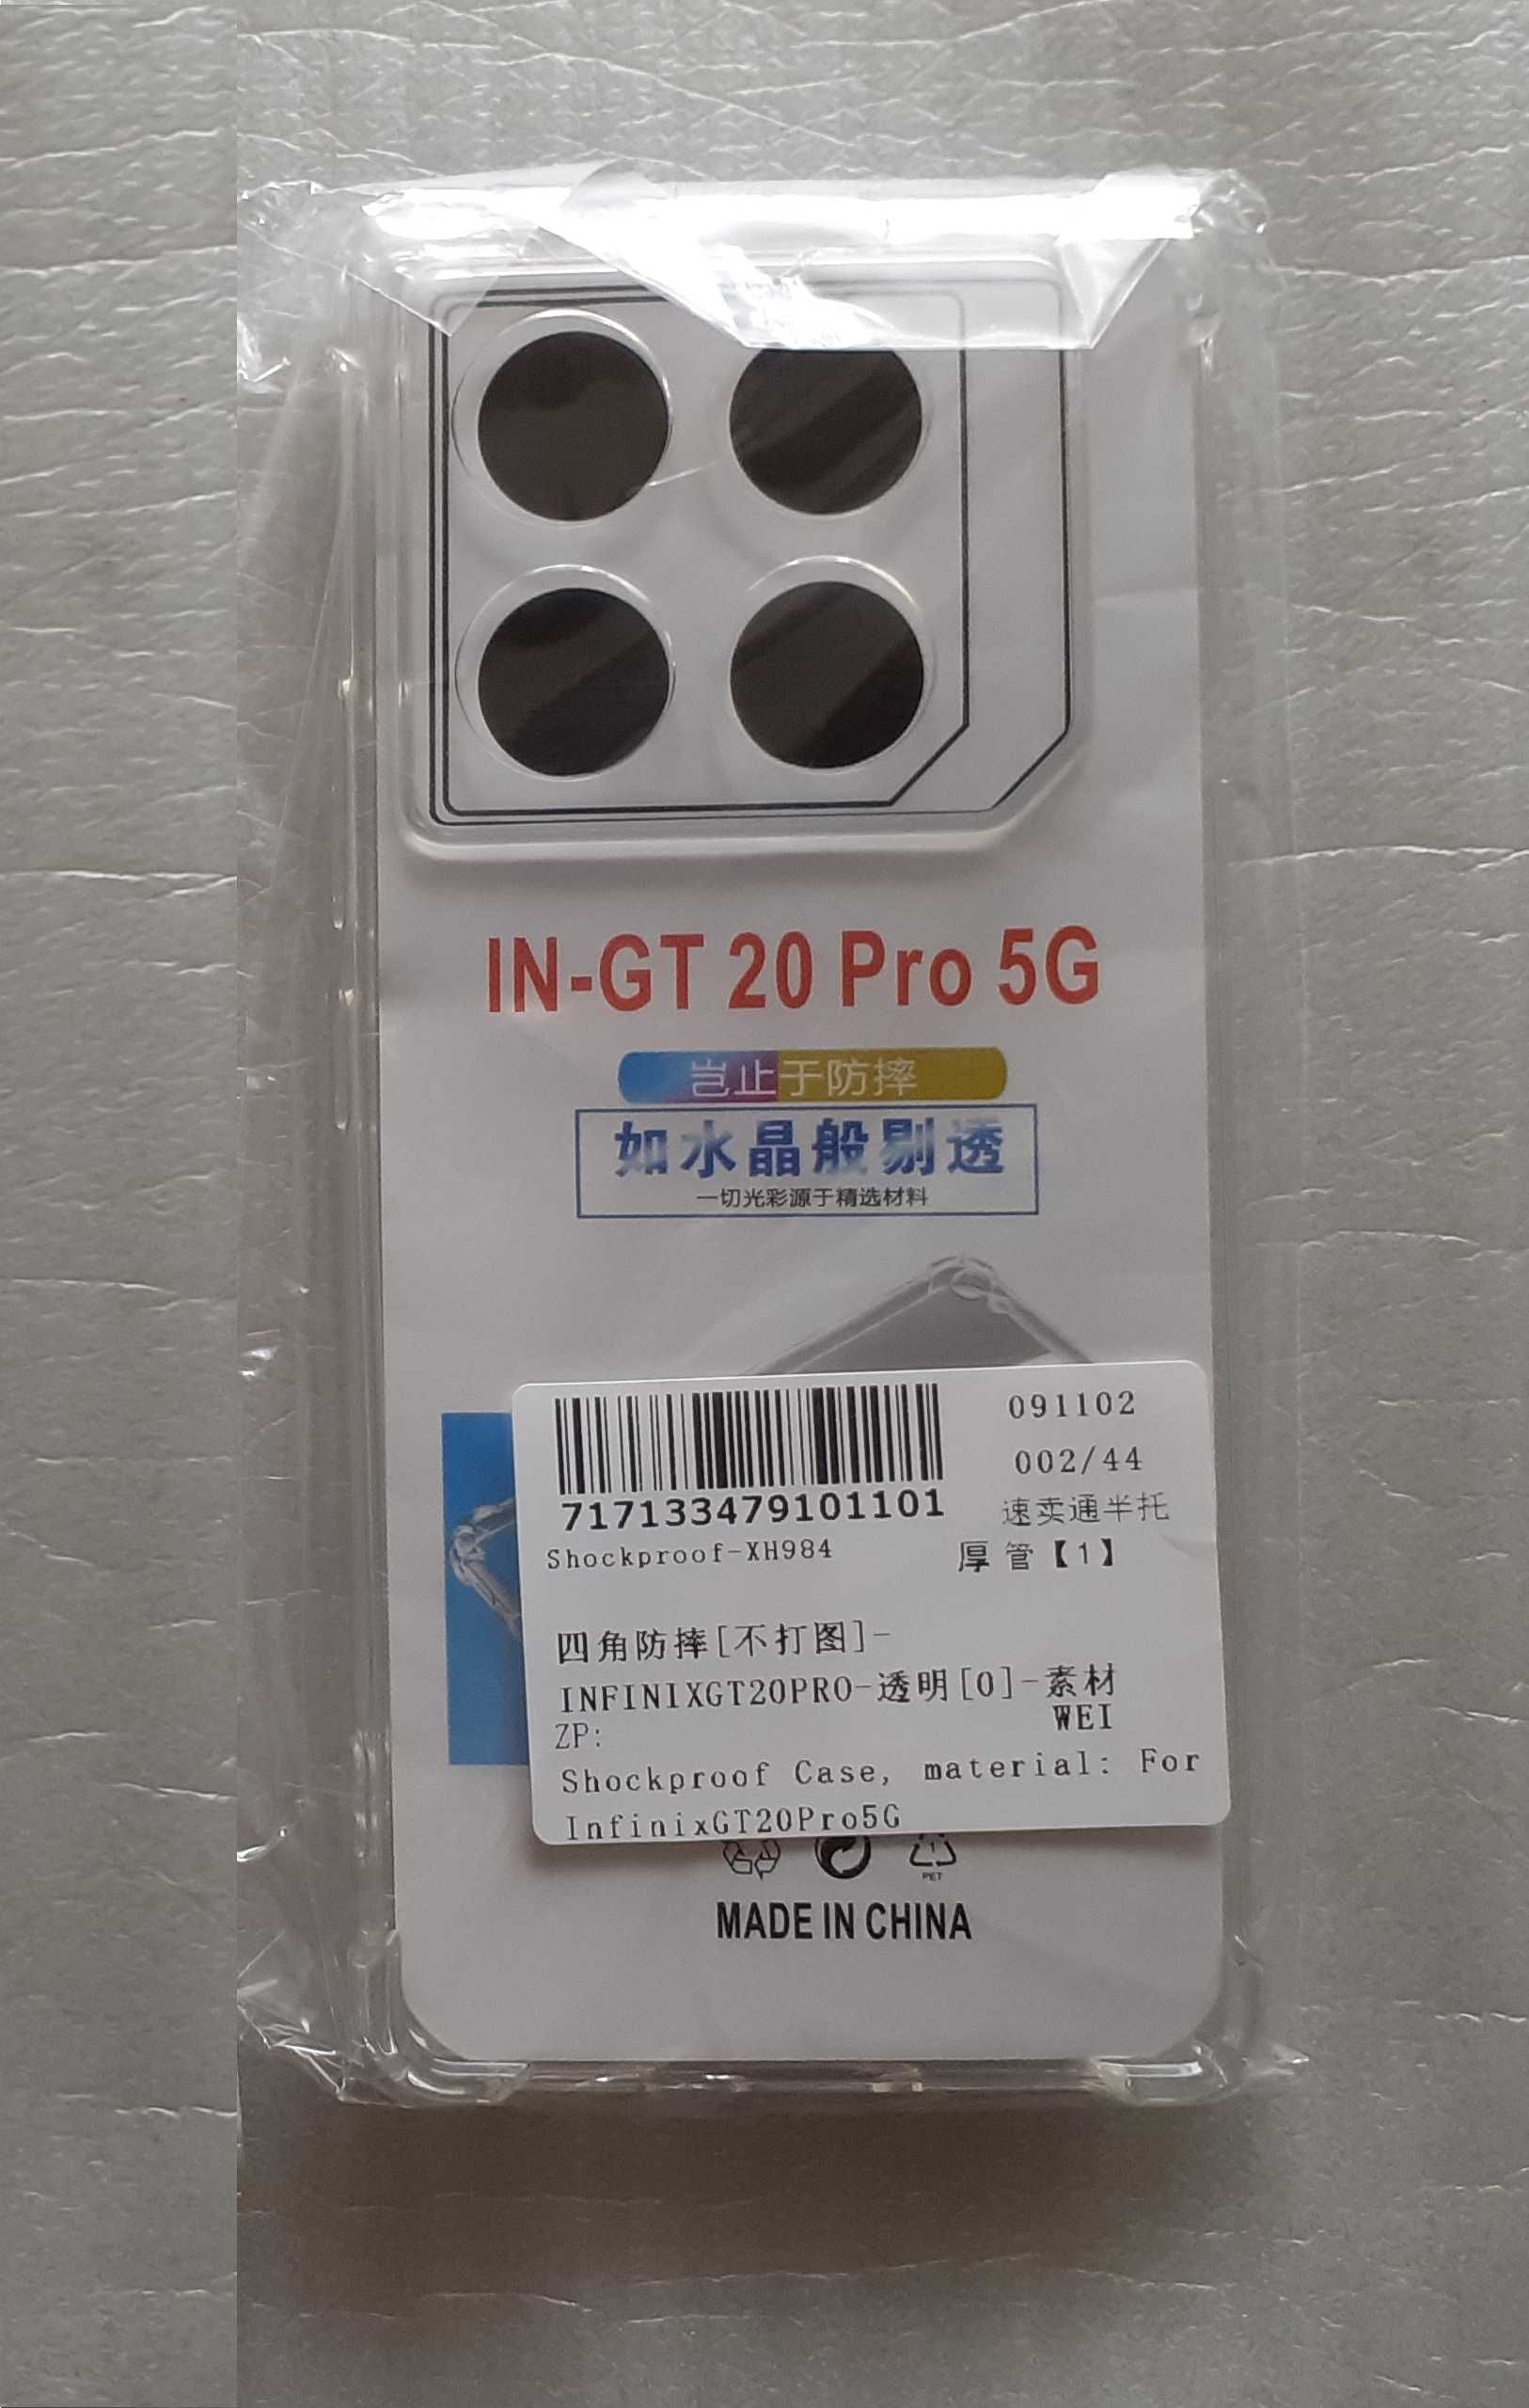 IN-GT 20 Pro 5G
岂止于防摔
如水晶般剔透
一切光彩源于精选材料
717133479101101
091102
002/44
速卖通半托
Shockproof-XH984
厚管【1】
四角防摔[不打图]-
INFINIXGT20PRO-透明[0]-素材
ZP:
WEI
Shockproof Case, material: For
InfinixGT20Pro5G
1
PET
MADE IN CHINA